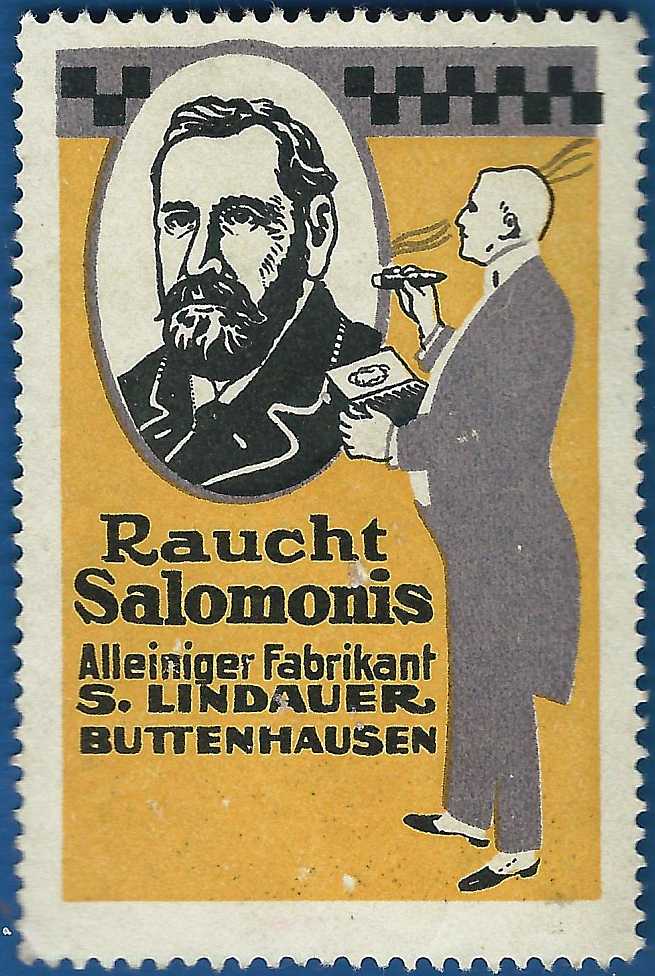 Raucht
Salomonis
Alleiniger Fabrikant
S. LINDAUER
BUTTENHAUSEN